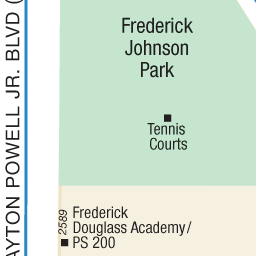 Frederick
Johnson
Park
Tennis
Courts
AYTON POWELL JR. BLVD (
2589
Frederick
Douglass Academy/
PS 200